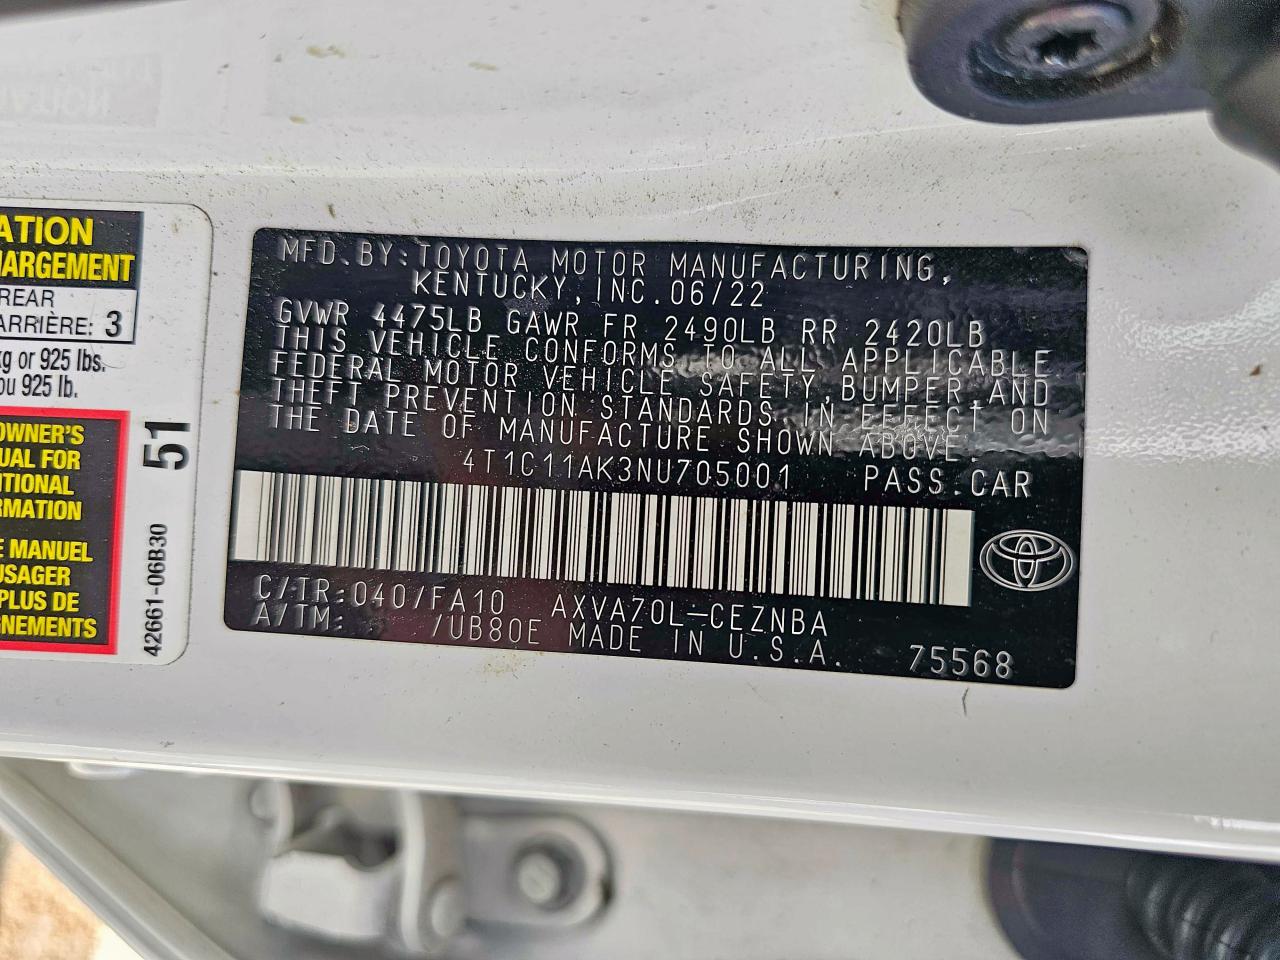 ATION
HARGEMENT
REAR
ARRIÈRE: 3
kg or 925 lbs.
ou 925 lb.
OWNER'S
UAL FOR
ITIONAL
RMATION
E MANUEL
USAGER
PLUS DE
GNEMENTS
51
42661-06B30
MFD.BY:TOYOTA MOTOR MANUFACTURING,
KENTUCKY,INC.06/22
GVWR 4475LB GAWR FR 2490LB RR 2420LB
THIS VEHICLE CONFORMS TO ALL APPLICABLE
FEDERAL MOTOR VEHICLE SAFETY,BUMPER,AND
THEFT PREVENTION STANDARDS IN EFFECT ON
THE DATE OF MANUFACTURE SHOWN ABOVE.
4T1C11AK3NU705001 PASS.CAR
C/TR:040/FA10 AXVA70L-CEZNBA
A/TM: /UB80E MADE IN U.S.A. 75568